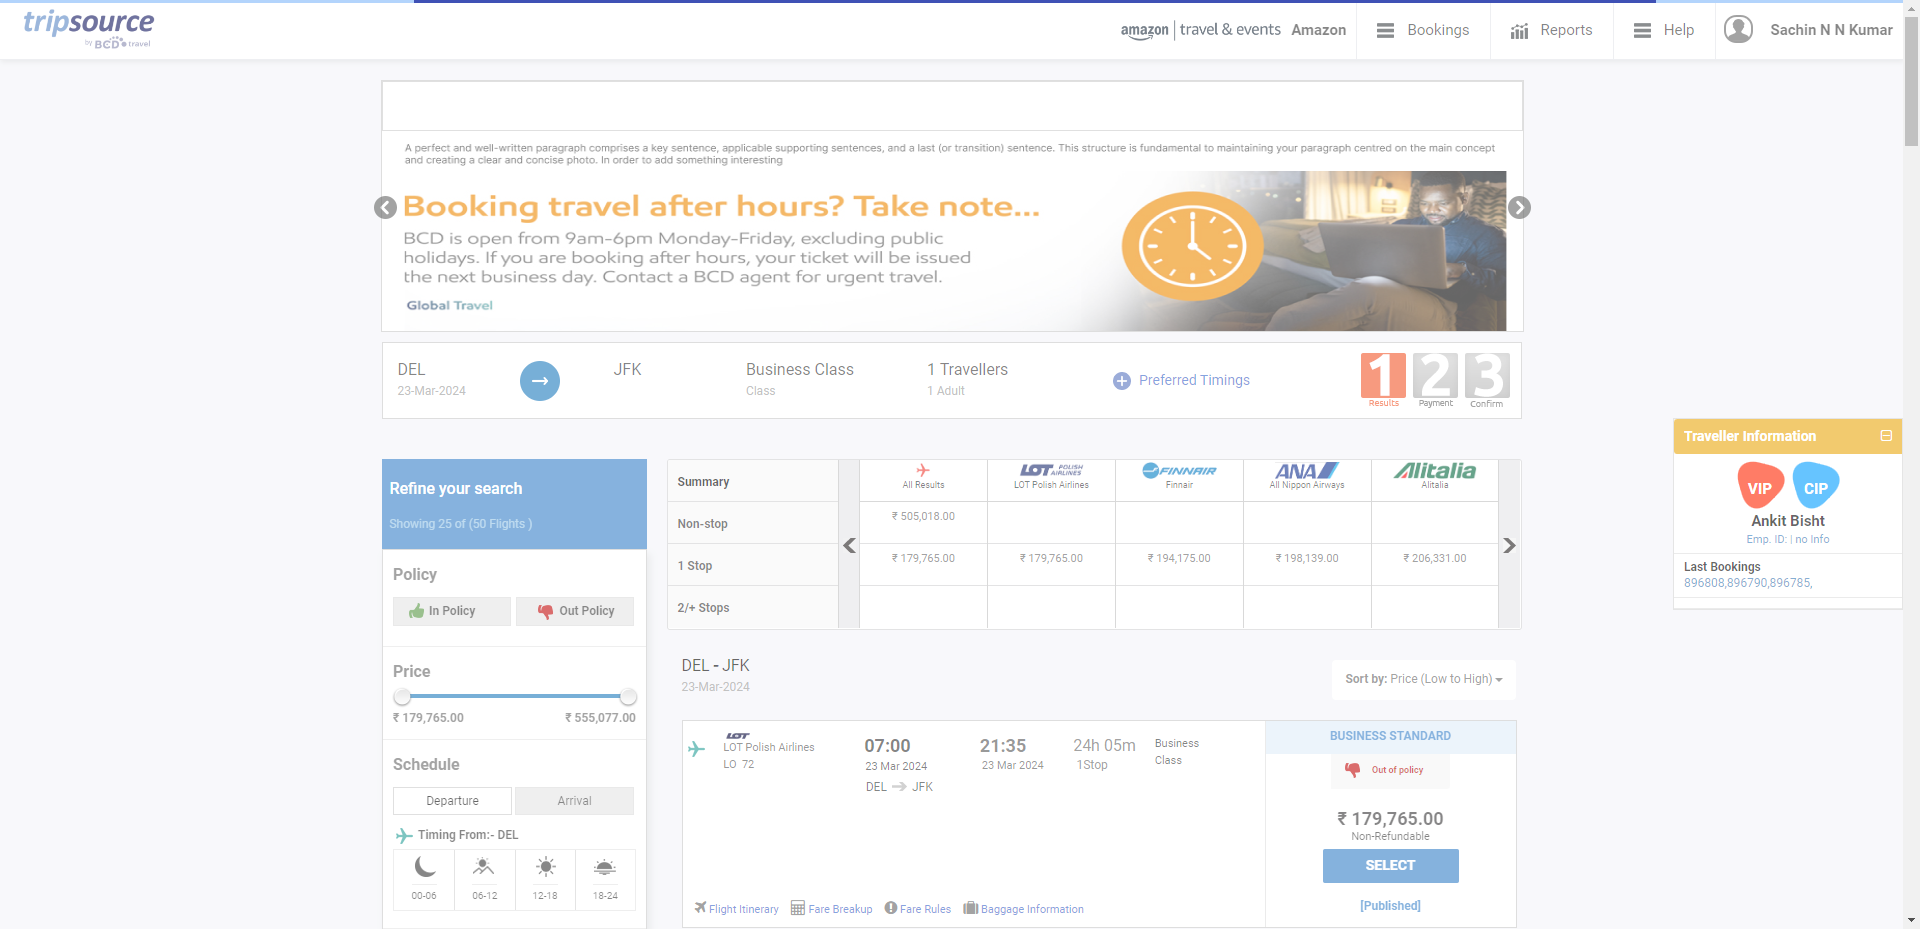 tripsource
by BCD travel
amazon travel & events Amazon
Bookings
Reports
Help
Sachin N N Kumar
A perfect and well-written paragraph comprises a key sentence, applicable supporting sentences, and a last (or transition) sentence. This structure is fundamental to maintaining your paragraph centred on the main concept
and creating a clear and concise photo. In order to add something interesting
Booking travel after hours? Take note...
BCD is open from 9am-6pm Monday-Friday, excluding public
holidays. If you are booking after hours, your ticket will be issued
the next business day. Contact a BCD agent for urgent travel.
Global Travel
DEL
23-Mar-2024
JFK
Business Class
Class
1 Travellers
1 Adult
Preferred Timings
1 2 3
Results Payment Confirm
Traveller Information
VIP CIP
Ankit Bisht
Emp. ID: | no Info
Last Bookings
896808,896790,896785,
Refine your search
Showing 25 of (50 Flights )
Policy
In Policy Out Policy
Price
₹ 179,765.00 ₹ 555,077.00
Schedule
Departure Arrival
Timing From:- DEL
00-06 06-12 12-18 18-24
Summary
LOT POLISH AIRLINES FINNAIR ANA Alitalia
All Results LOT Polish Airlines Finnair All Nippon Airways Alitalia
Non-stop ₹ 505,018.00
1 Stop ₹ 179,765.00 ₹ 179,765.00 ₹ 194,175.00 ₹ 198,139.00 ₹ 206,331.00
2/+ Stops
DEL - JFK
23-Mar-2024
Sort by: Price (Low to High)
LOT
LOT Polish Airlines
LO 72
07:00
23 Mar 2024
DEL JFK
21:35
23 Mar 2024
24h 05m
1Stop
Business
Class
BUSINESS STANDARD
Out of policy
₹ 179,765.00
Non-Refundable
SELECT
[Published]
Flight Itinerary Fare Breakup Fare Rules Baggage Information